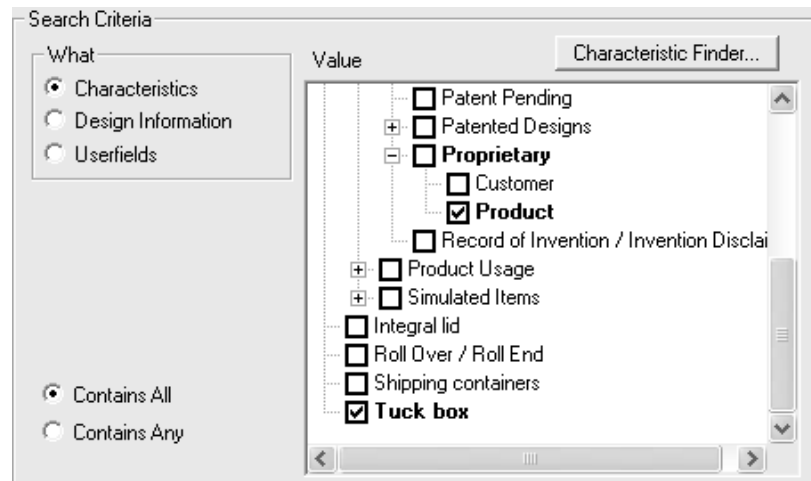 Search Criteria
What
Characteristics
Design Information
Userfields
Contains All
Contains Any
Value
Characteristic Finder...
Patent Pending
Patented Designs
Proprietary
Customer
Product
Record of Invention / Invention Disclai
Product Usage
Simulated Items
Integral lid
Roll Over / Roll End
Shipping containers
Tuck box